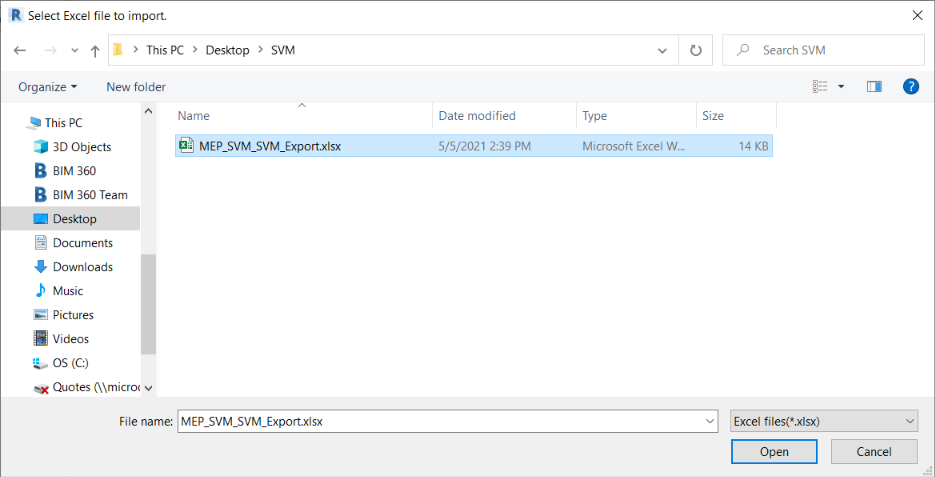 Select Excel file to import.
This PC > Desktop > SVM
Search SVM
Organize
New folder
Name Date modified Type Size
MEP_SVM_SVM_Export.xlsx 5/5/2021 2:39 PM Microsoft Excel W... 14 KB
This PC
3D Objects
BIM 360
BIM 360 Team
Desktop
Documents
Downloads
Music
Pictures
Videos
OS (C:)
Quotes (\\microd
File name: MEP_SVM_SVM_Export.xlsx Excel files(*.xlsx)
Open Cancel